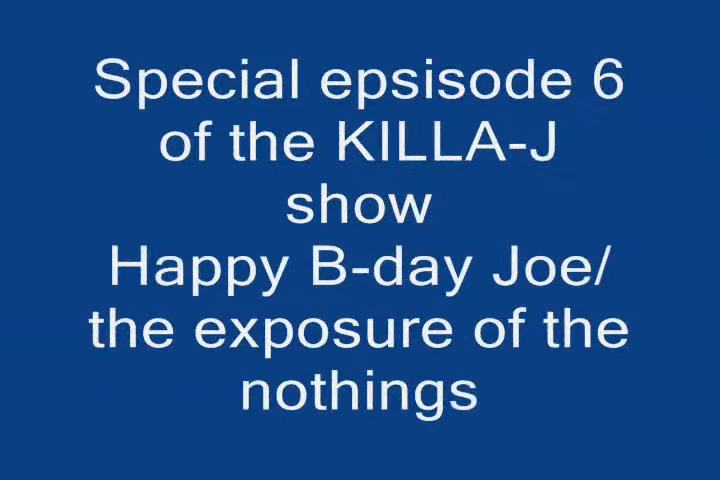 Special epsisode 6
of the KILLA-J
show
Happy B-day Joe/
the exposure of the
nothings